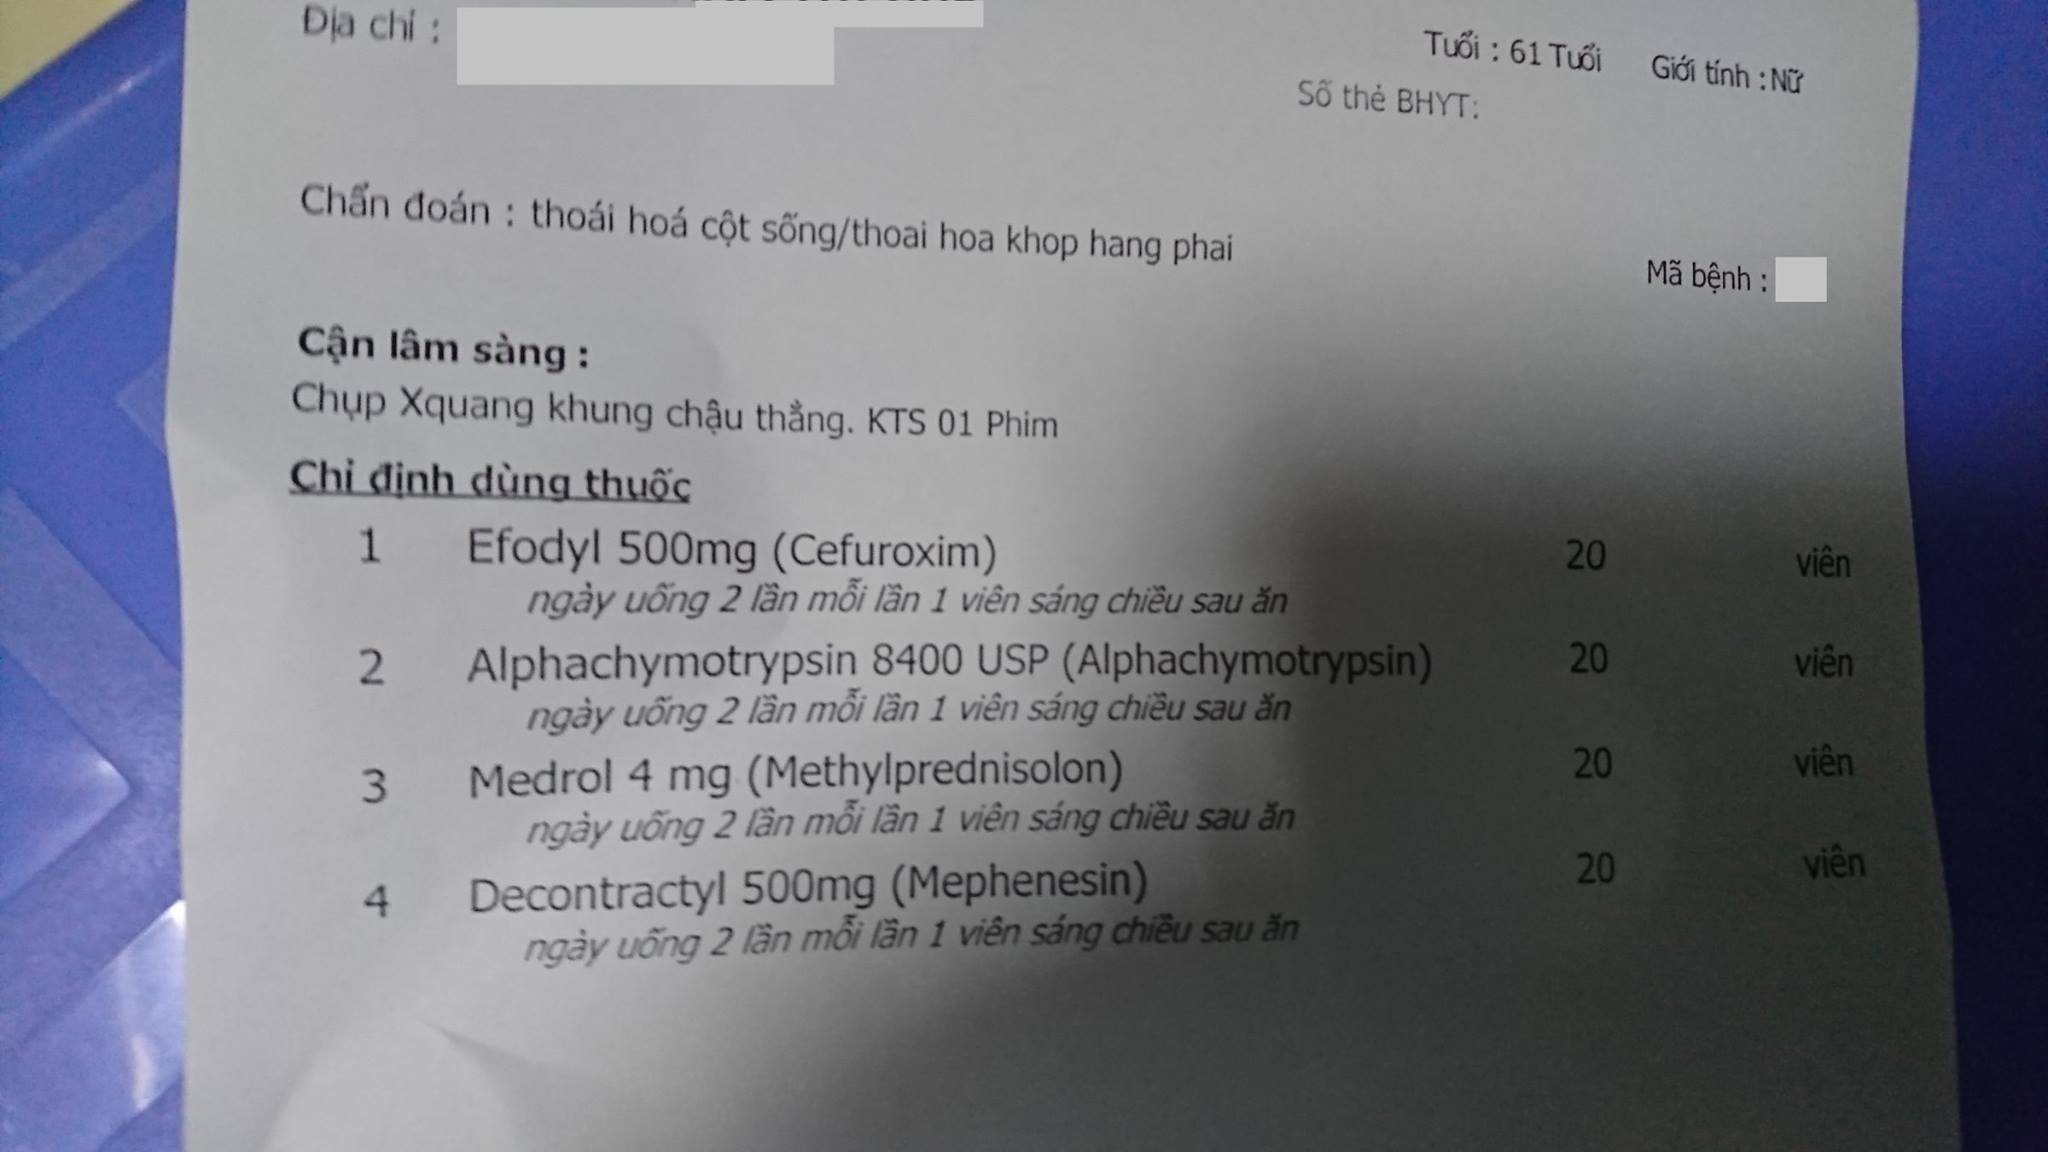 Địa chỉ :
Tuổi : 61 Tuổi Giới tính :Nữ
Số thẻ BHYT:
Chẩn đoán : thoái hoá cột sống/thoai hoa khop hang phai
Mã bệnh :
Cận lâm sàng :
Chụp Xquang khung chậu thẳng. KTS 01 Phim
Chỉ định dùng thuốc
1 Efodyl 500mg (Cefuroxim) 20 viên
ngày uống 2 lần mỗi lần 1 viên sáng chiều sau ăn
2 Alphachymotrypsin 8400 USP (Alphachymotrypsin) 20 viên
ngày uống 2 lần mỗi lần 1 viên sáng chiều sau ăn
3 Medrol 4 mg (Methylprednisolon) 20 viên
ngày uống 2 lần mỗi lần 1 viên sáng chiều sau ăn
4 Decontractyl 500mg (Mephenesin) 20 viên
ngày uống 2 lần mỗi lần 1 viên sáng chiều sau ăn